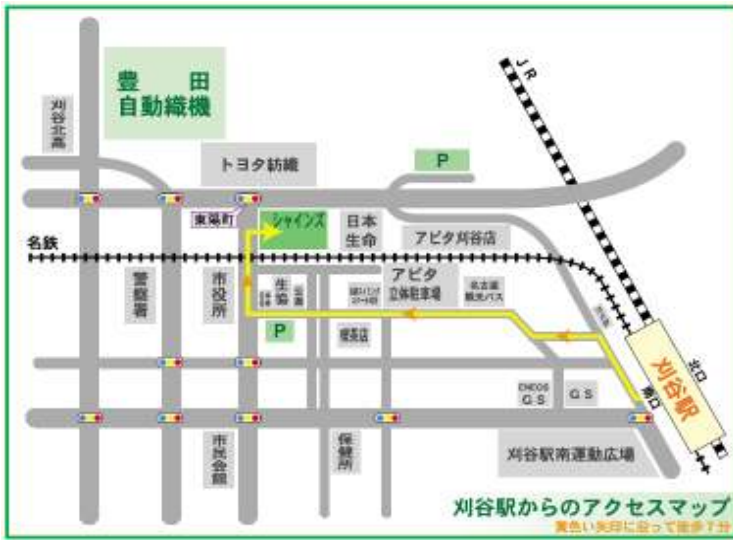 豊田
自動織機
JR
刈谷北高
トヨタ紡織
P
東陽町
シャインズ
日本
生命
アピタ刈谷店
名鉄
警察署
市役所
生協
アピタ
立体駐車場
名古屋
観光バス
P
喫茶店
刈谷駅
北口
南口
ENEOS
GS
GS
市民会館
保健所
刈谷駅南運動広場
刈谷駅からのアクセスマップ
黄色い矢印に沿って徒歩7分